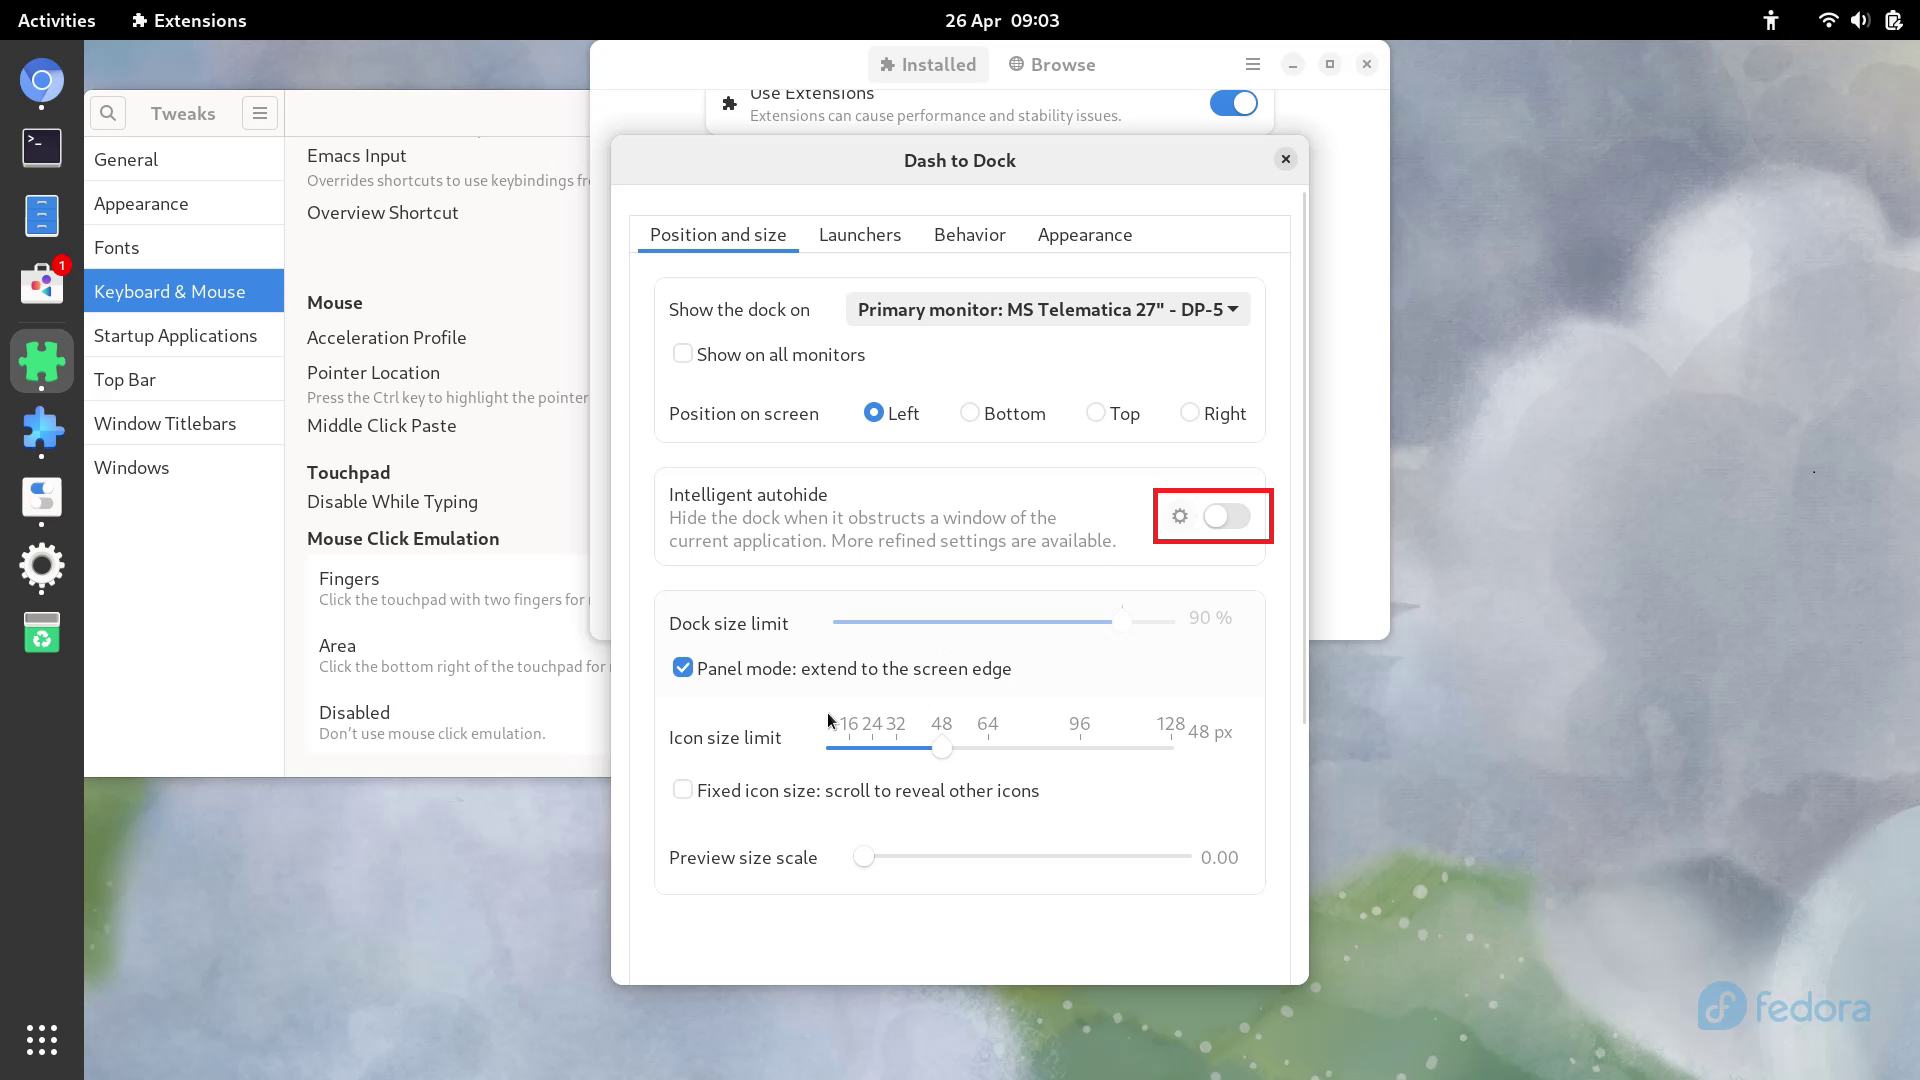 Activities
Extensions
26 Apr 09:03
Installed
Browse
Use Extensions
Extensions can cause performance and stability issues.
1
Tweaks
General
Appearance
Fonts
Keyboard & Mouse
Startup Applications
Top Bar
Window Titlebars
Windows
Emacs Input
Overrides shortcuts to use keybindings
Overview Shortcut
Mouse
Acceleration Profile
Pointer Location
Press the Ctrl key to highlight the pointer
Middle Click Paste
Touchpad
Disable While Typing
Mouse Click Emulation
Fingers
Click the touchpad with two fingers for
Area
Click the bottom right of the touchpad for
Disabled
Don't use mouse click emulation.
Dash to Dock
Position and size
Launchers
Behavior
Appearance
Show the dock on
Primary monitor: MS Telematica 27" - DP-5
Show on all monitors
Position on screen
Left
Bottom
Top
Right
Intelligent autohide
Hide the dock when it obstructs a window of the
current application. More refined settings are available.
Dock size limit
90 %
Panel mode: extend to the screen edge
Icon size limit
16 24 32 48 64 96 128
48 px
Fixed icon size: scroll to reveal other icons
Preview size scale
0.00
fedora